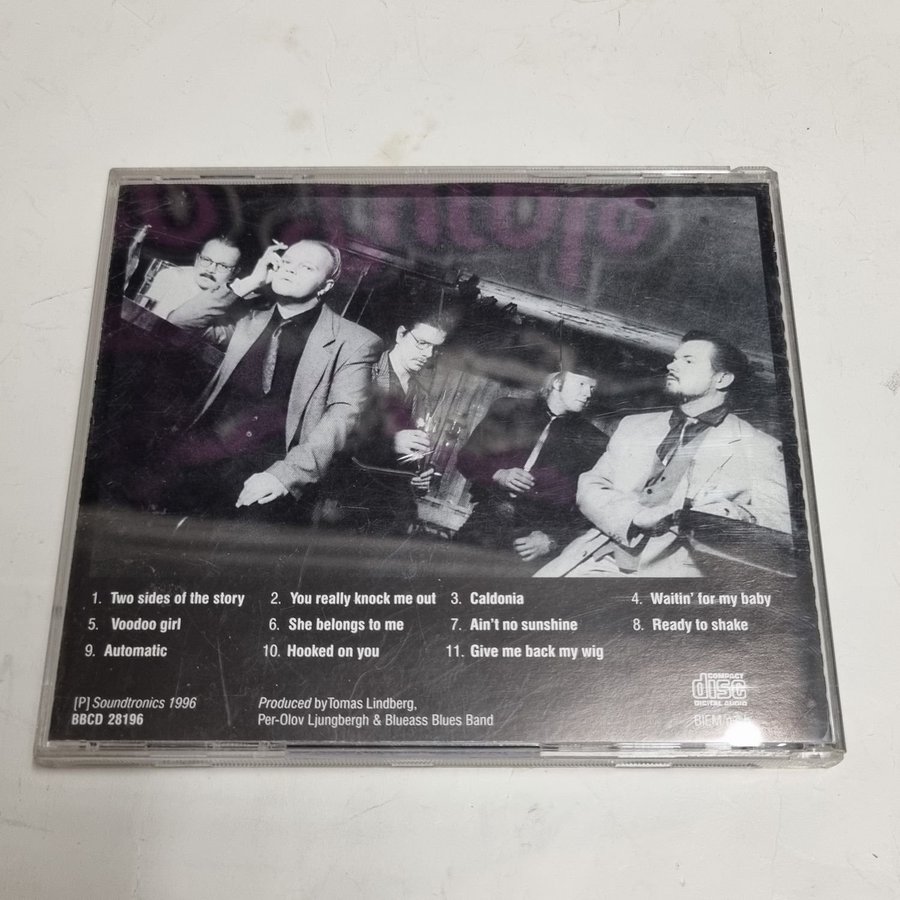 1. Two sides of the story 2. You really knock me out 3. Caldonia 4. Waitin' for my baby
5. Voodoo girl 6. She belongs to me 7. Ain't no sunshine 8. Ready to shake
9. Automatic 10. Hooked on you 11. Give me back my wig
[P] Soundtronics 1996
BBCD 28196
Produced by Tomas Lindberg,
Per-Olov Ljungbergh & Blueass Blues Band
COMPACT
disc
DIGITAL AUDIO
BIEM